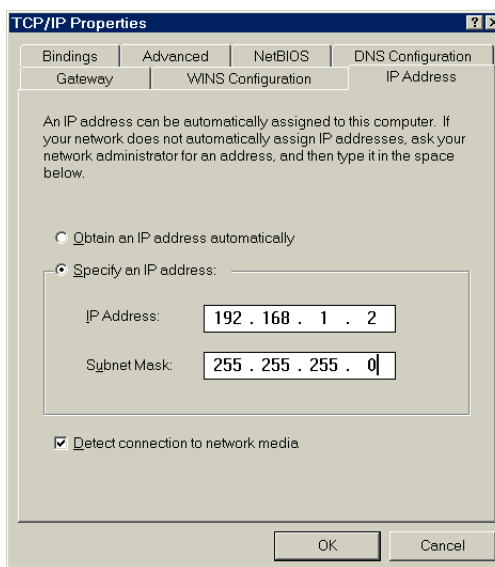 TCP/IP Properties
Bindings Advanced NetBIOS DNS Configuration
Gateway WINS Configuration IP Address
An IP address can be automatically assigned to this computer. If
your network does not automatically assign IP addresses, ask your
network administrator for an address, and then type it in the space
below.
Obtain an IP address automatically
Specify an IP address:
IP Address: 192 . 168 . 1 . 2
Subnet Mask: 255 . 255 . 255 . 0
Detect connection to network media
OK Cancel